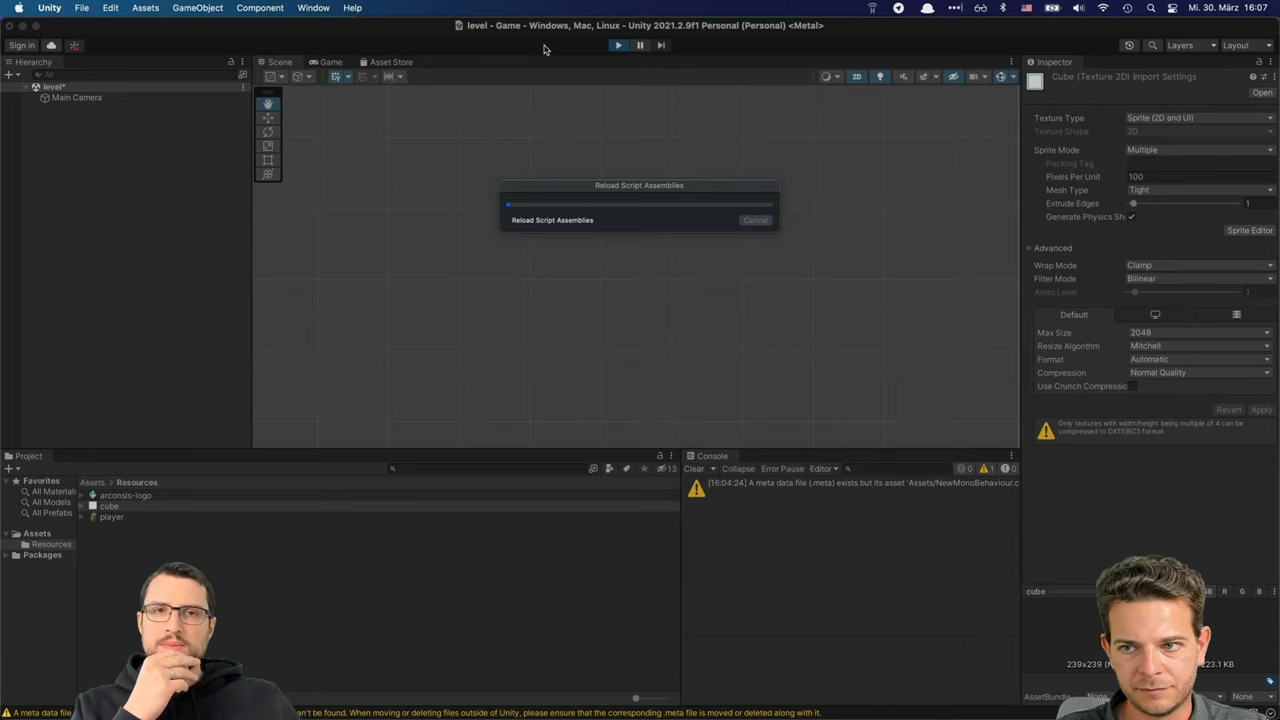 Unity File Edit Assets GameObject Component Window Help Mi. 30. März 16:07
level - Game - Windows, Mac, Linux - Unity 2021.2.9f1 Personal (Personal) <Metal>
Sign in Layers Layout
Hierarchy Scene Game Asset Store Inspector
All 2D Cube (Texture 2D) Import Settings
level* Open
Main Camera
Texture Type Sprite (2D and UI)
Texture Shape 2D
Sprite Mode Multiple
Packing Tag
Pixels Per Unit 100
Mesh Type Tight
Extrude Edges 1
Generate Physics Sh
Sprite Editor
Reload Script Assemblies
Reload Script Assemblies Cancel
Advanced
Wrap Mode Clamp
Filter Mode Bilinear
Aniso Level 1
Default
Max Size 2048
Resize Algorithm Mitchell
Format Automatic
Compression Normal Quality
Use Crunch Compressio
Revert Apply
Only textures with width/height being multiple of 4 can be
compressed to DXT5|BC3 format
Project Console
13 Clear Collapse Error Pause Editor 0 1 0
Favorites
All Materials
All Models
All Prefabs
Assets
Resources
Packages
Assets Resources
arconsis-logo
cube
player
[16:04:24] A meta data file (.meta) exists but its asset 'Assets/NewMonoBehaviour.c
cube R G B
239x239
AssetBundle None None
A meta data file can't be found. When moving or deleting files outside of Unity, please ensure that the corresponding .meta file is moved or deleted along with it.